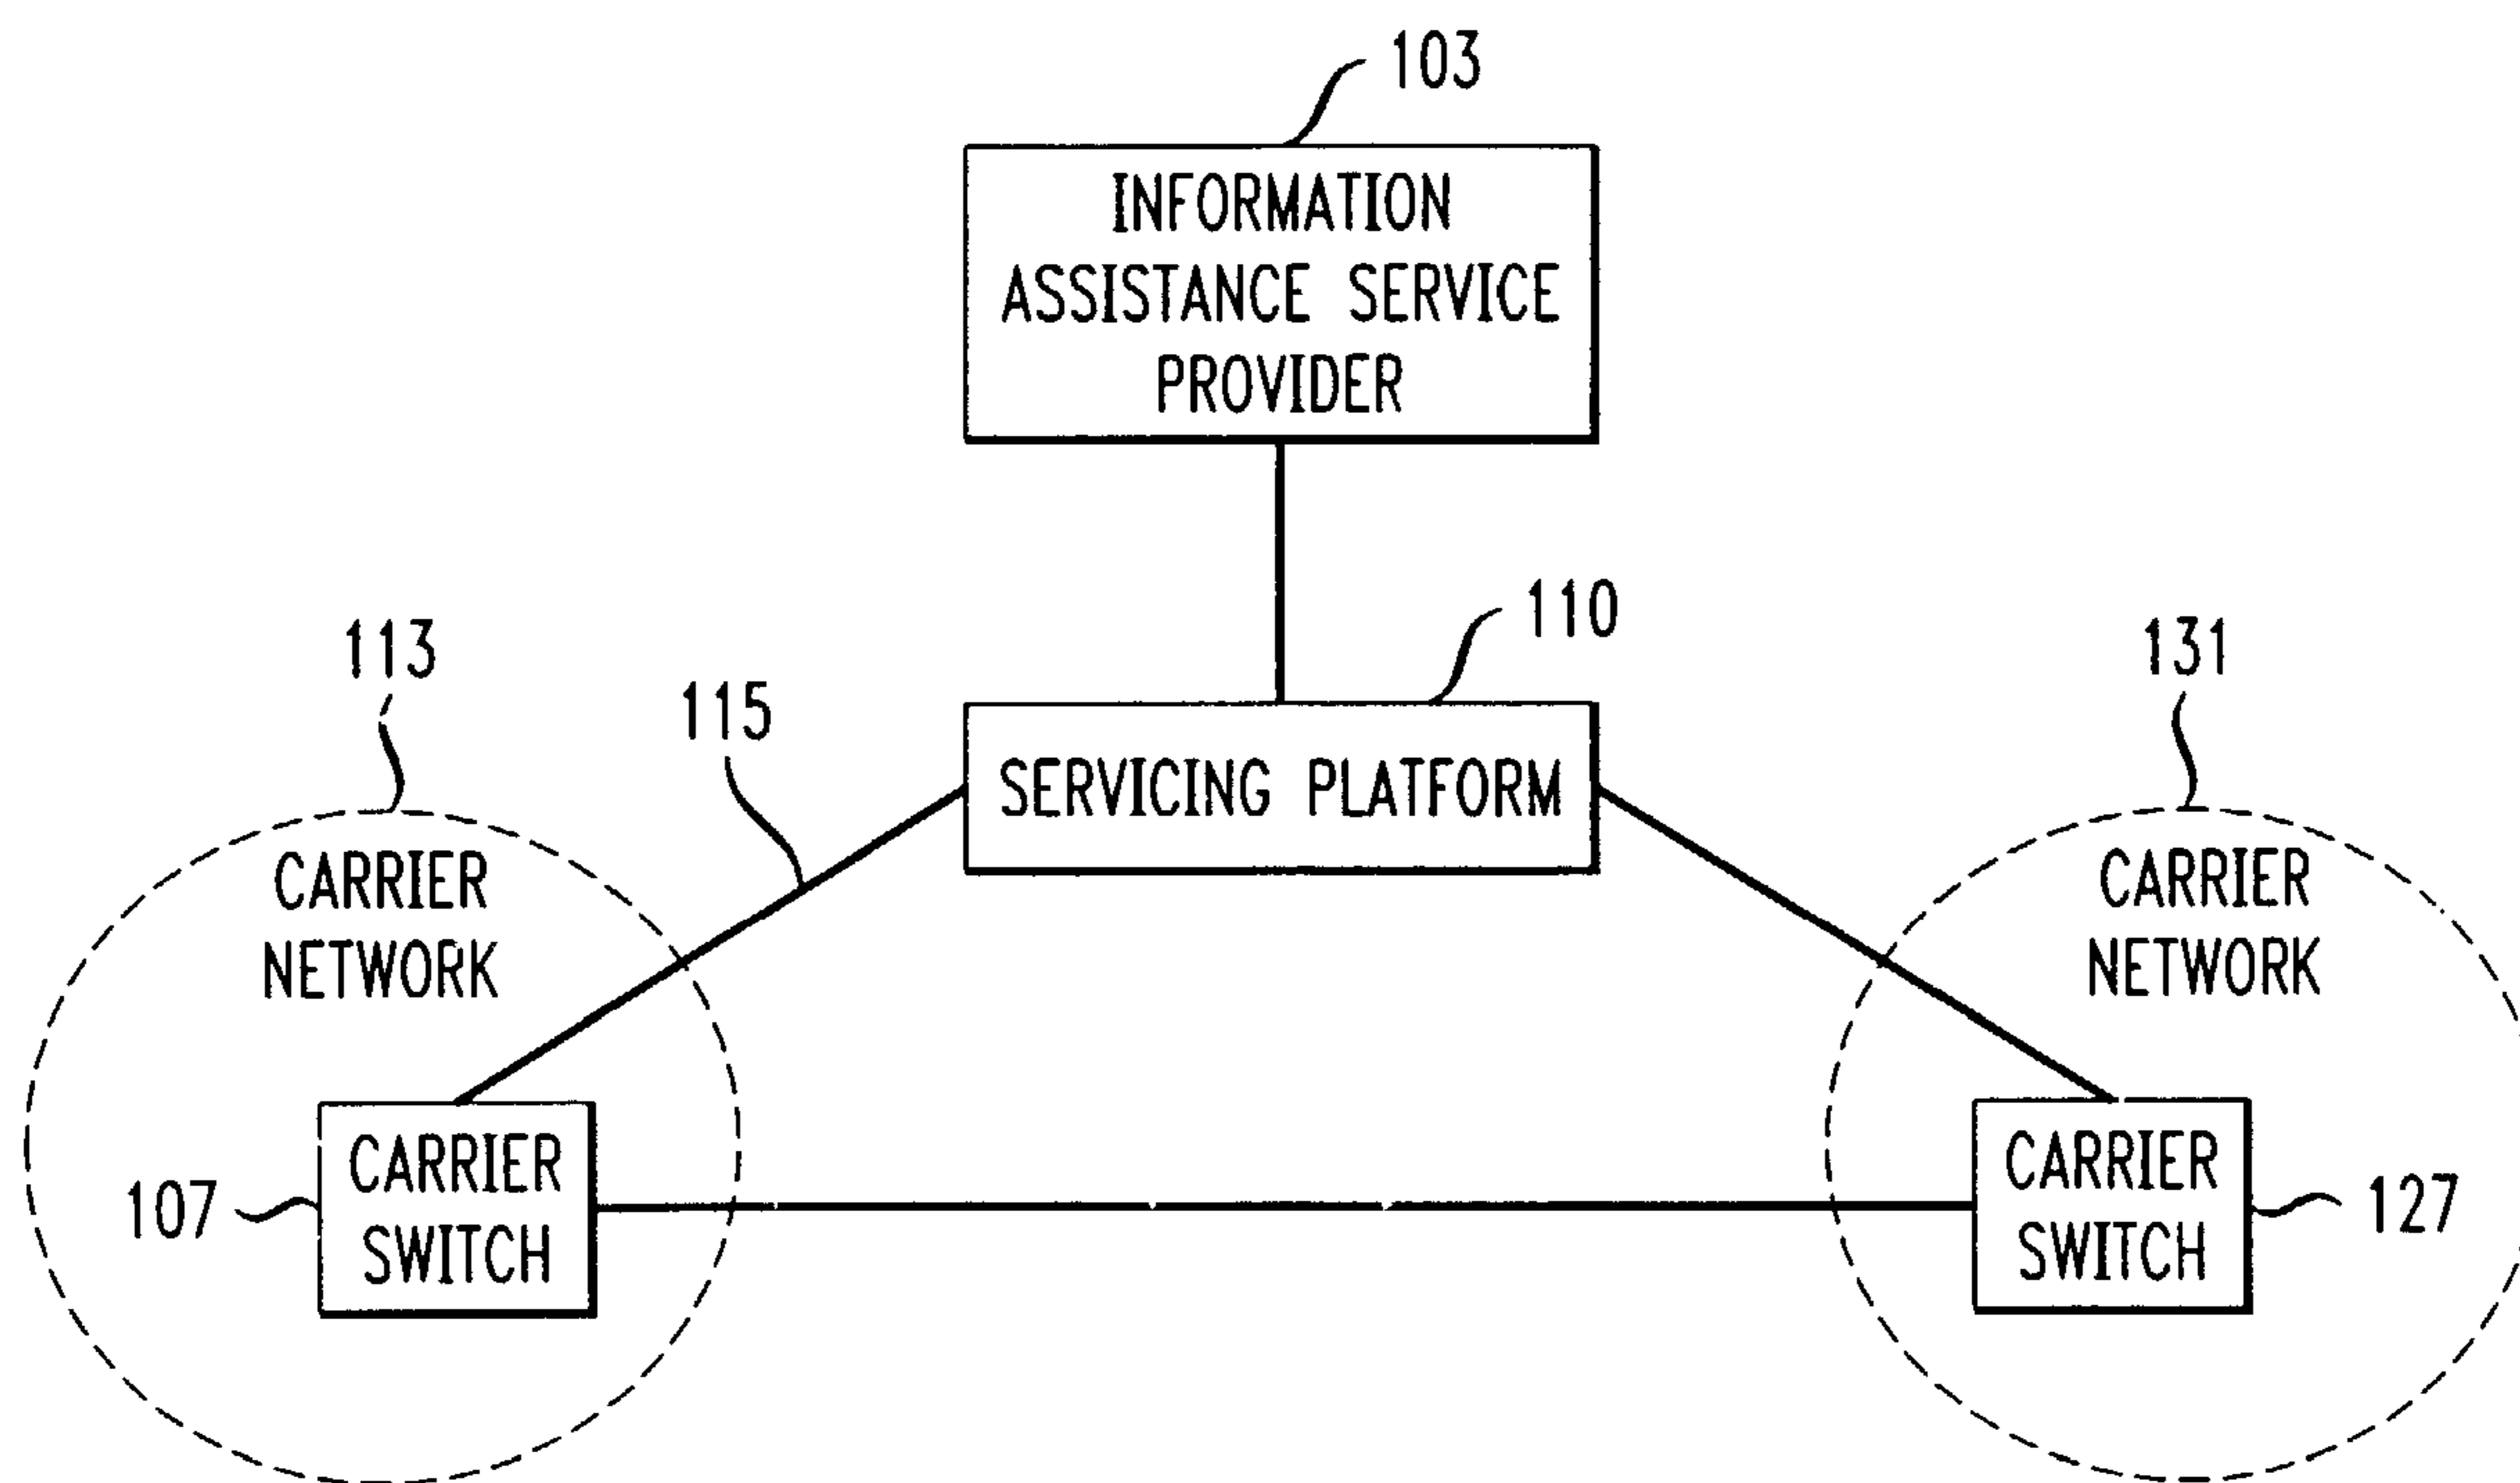 103
INFORMATION
ASSISTANCE SERVICE
PROVIDER
110
113
131
115
SERVICING PLATFORM
CARRIER
NETWORK
CARRIER
NETWORK
CARRIER
SWITCH
107
CARRIER
SWITCH
127